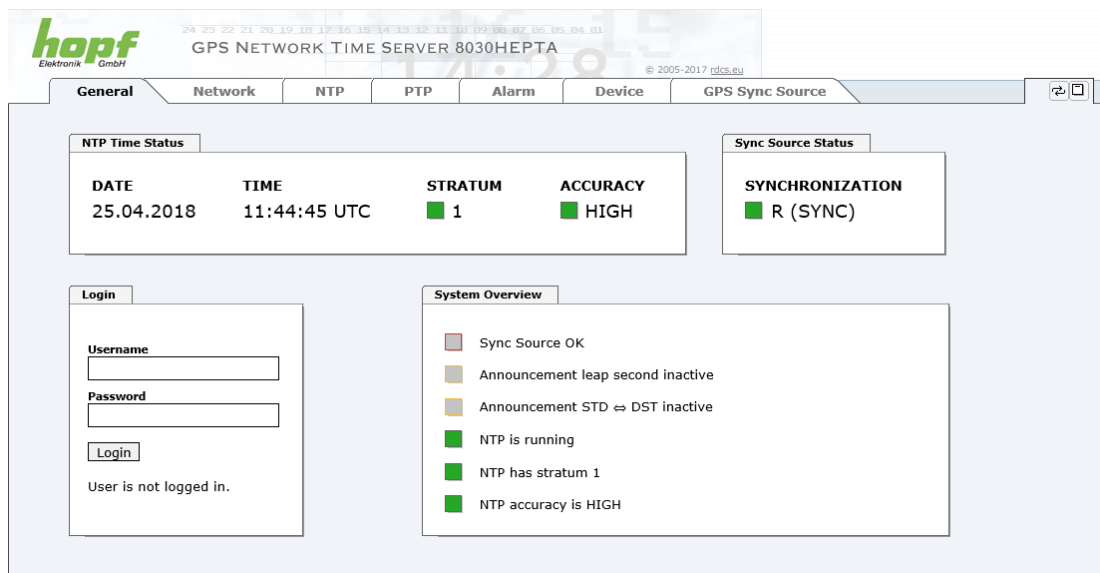 hopf
Elektronik GmbH
24 23 22 21 20 19 18 17 16 15 14 13 12 11 10 09 08 07 06 05 04 01
GPS NETWORK TIME SERVER 8030HEPTA
14:28
© 2005-2017 rdcs.eu
General Network NTP PTP Alarm Device GPS Sync Source
NTP Time Status
DATE TIME STRATUM ACCURACY
25.04.2018 11:44:45 UTC 1 HIGH
Sync Source Status
SYNCHRONIZATION
R (SYNC)
Login
Username
Password
Login
User is not logged in.
System Overview
Sync Source OK
Announcement leap second inactive
Announcement STD ⇔ DST inactive
NTP is running
NTP has stratum 1
NTP accuracy is HIGH